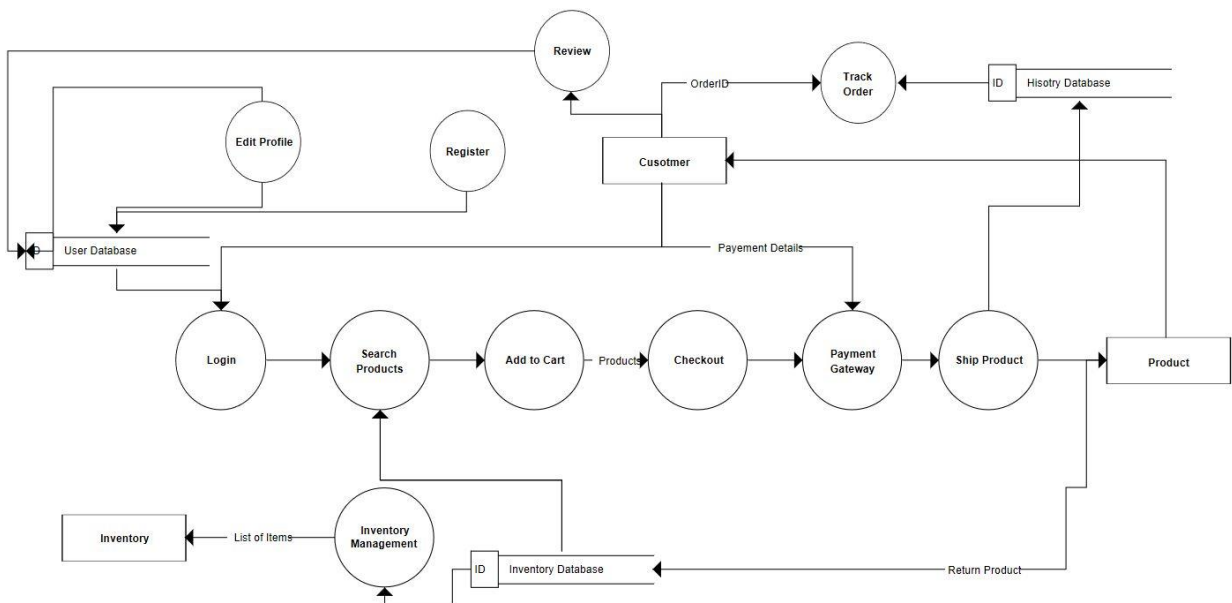 Review
OrderID
Track
Order
ID
Hisotry Database
Edit Profile
Register
Cusotmer
ID
User Database
Payement Details
Login
Search
Products
Add to Cart
Products
Checkout
Payment
Gateway
Ship Product
Product
Inventory
List of Items
Inventory
Management
ID
Inventory Database
Return Product